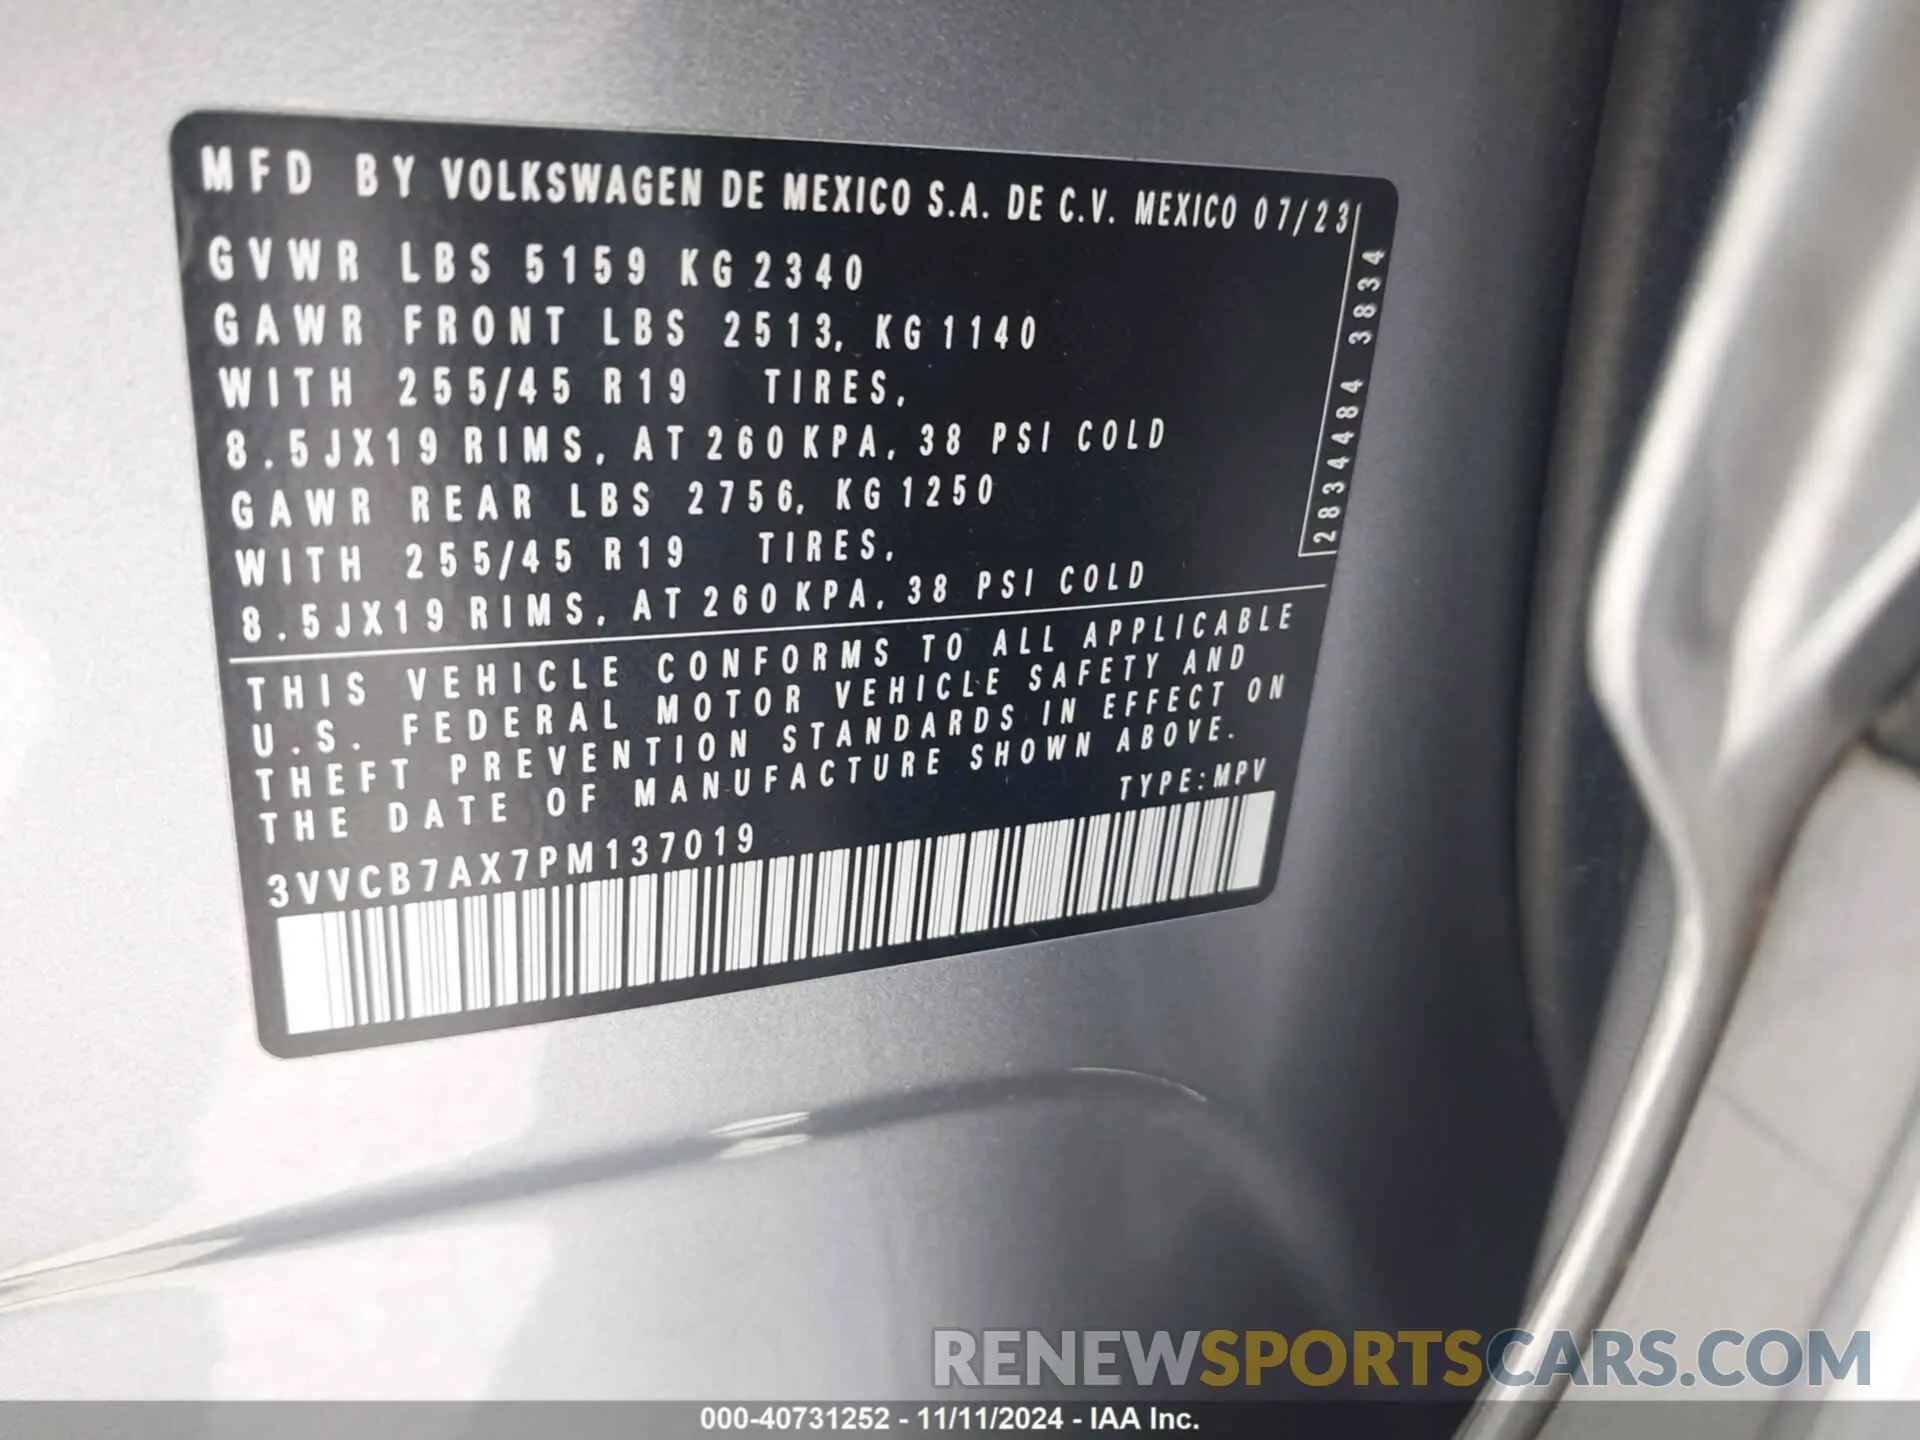 MFD BY VOLKSWAGEN DE MEXICO S.A. DE C.V. MEXICO 07/23
GVWR LBS 5159 KG 2340
GAWR FRONT LBS 2513, KG 1140
WITH 255/45 R19 TIRES,
8.5JX19 RIMS, AT 260 KPA, 38 PSI COLD
GAWR REAR LBS 2756, KG 1250
WITH 255/45 R19 TIRES,
8.5JX19 RIMS, AT 260 KPA, 38 PSI COLD
2834484 3834
THIS VEHICLE CONFORMS TO ALL APPLICABLE
U.S. FEDERAL MOTOR VEHICLE SAFETY AND
THEFT PREVENTION STANDARDS IN EFFECT ON
THE DATE OF MANUFACTURE SHOWN ABOVE.
TYPE: MPV
3VVCB7AX7PM137019
RENEWSPORTSCARS.COM
000-40731252 - 11/11/2024 - IAA Inc.